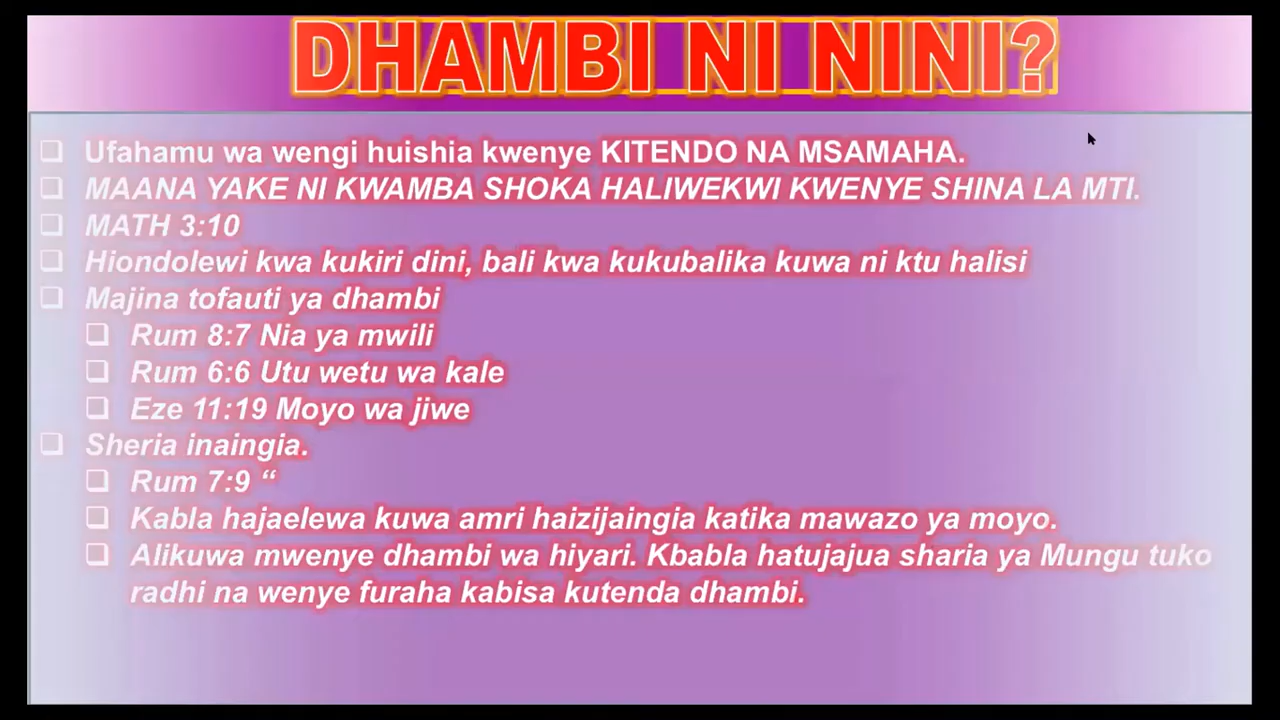 DHAMBI NI NINI?
Ufahamu wa wengi huishia kwenye KITENDO NA MSAMAHA.
MAANA YAKE NI KWAMBA SHOKA HALIWEKWI KWENYE SHINA LA MTI.
MATH 3:10
Hiondolewi kwa kukiri dini, bali kwa kukubalika kuwa ni ktu halisi
Majina tofauti ya dhambi
Rum 8:7 Nia ya mwili
Rum 6:6 Utu wetu wa kale
Eze 11:19 Moyo wa jiwe
Sheria inaingia.
Rum 7:9 “
Kabla hajaelewa kuwa amri haizijaingia katika mawazo ya moyo.
Alikuwa mwenye dhambi wa hiyari. Kbabla hatujajua sharia ya Mungu tuko
radhi na wenye furaha kabisa kutenda dhambi.